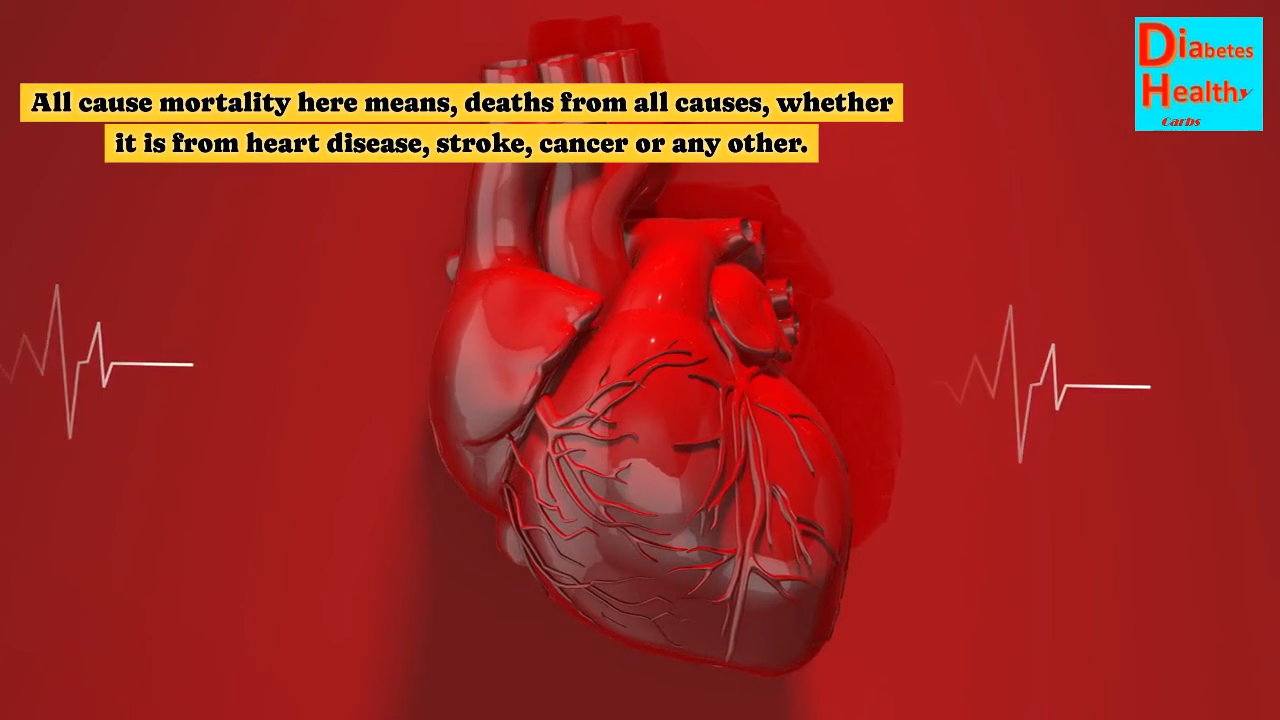 All cause mortality here means, deaths from all causes, whether
it is from heart disease, stroke, cancer or any other.
Diabetes
Healthy
Carbs